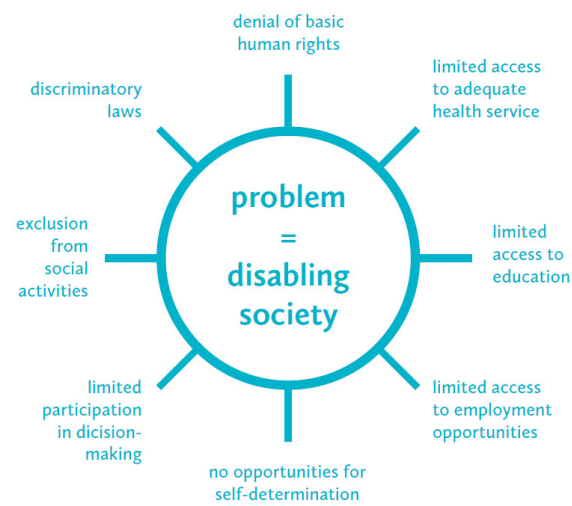 denial of basic
human rights
limited access
to adequate
health service
limited
access to
education
limited access
to employment
opportunities
no opportunities for
self-determination
limited
participation
in dicision-
making
exclusion
from
social
activities
discriminatory
laws
problem
=
disabling
society